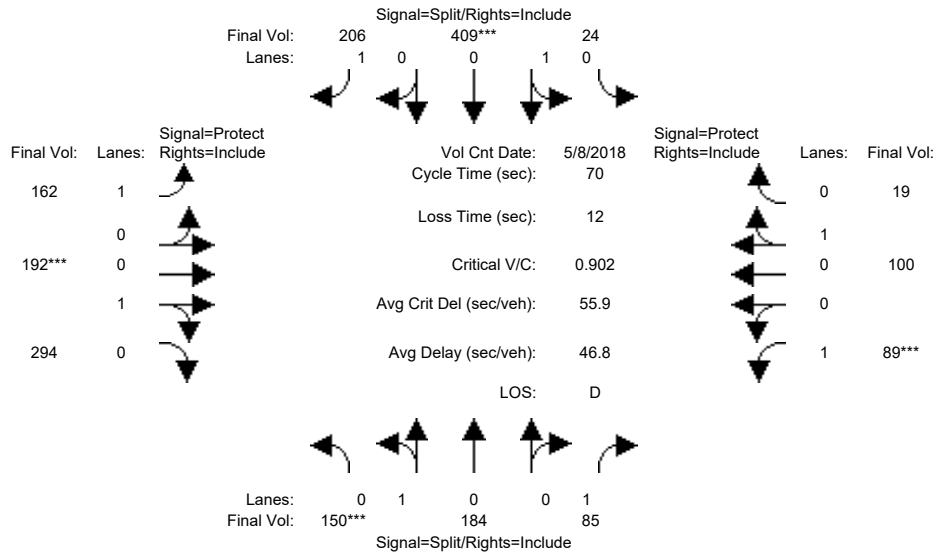 Signal=Split/Rights=Include
Final Vol: 206 409*** 24
Lanes: 1 0 0 1 0
Signal=Protect
Final Vol: Lanes: Rights=Include
Vol Cnt Date: 5/8/2018
Signal=Protect
Rights=Include Lanes: Final Vol:
Cycle Time (sec): 70
162 1
0 19
Loss Time (sec): 12
0
1
192*** 0
Critical V/C: 0.902
0 100
1
Avg Crit Del (sec/veh): 55.9
0
294 0
Avg Delay (sec/veh): 46.8
1 89***
LOS: D
Lanes: 0 1 0 0 1
Final Vol: 150*** 184 85
Signal=Split/Rights=Include